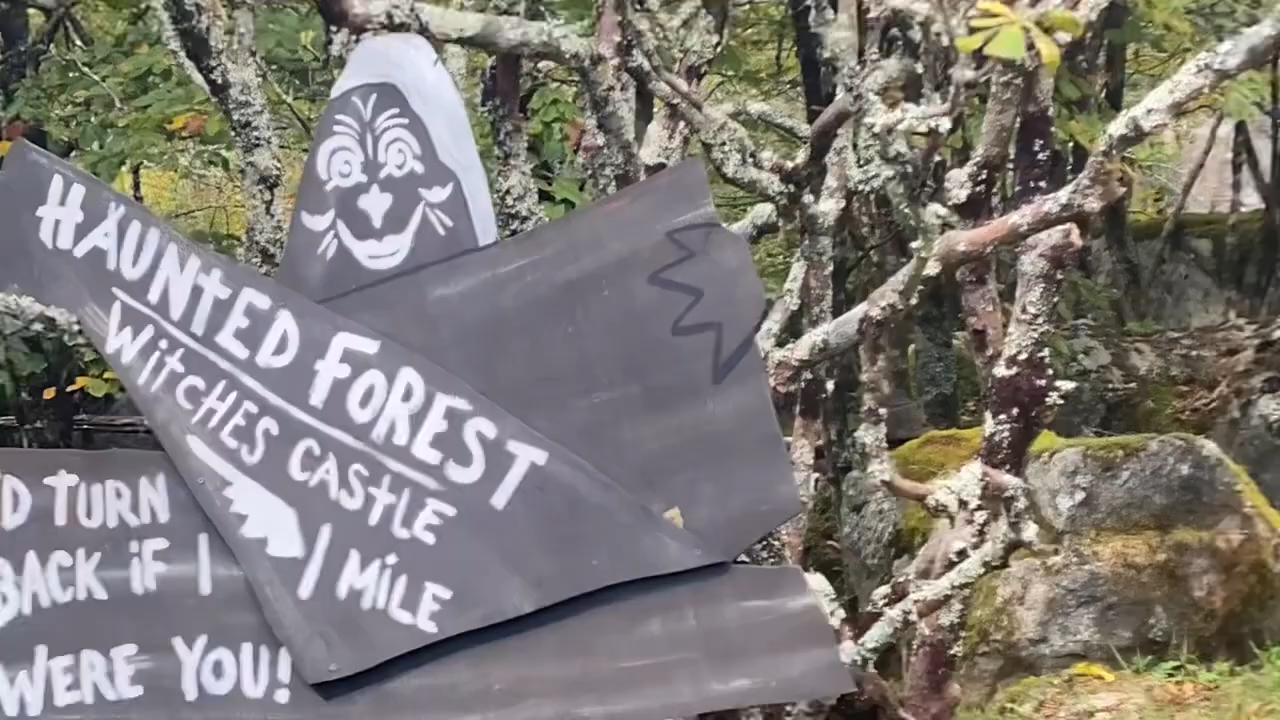 HAUNTED FOREST
WitCHES CAStLE
1 MiLE
D TURN
BACK iF I
WERE YOU!